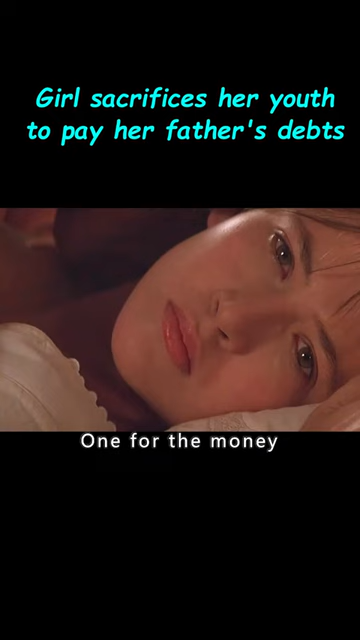 Girl sacrifices her youth
to pay her father's debts
One for the money